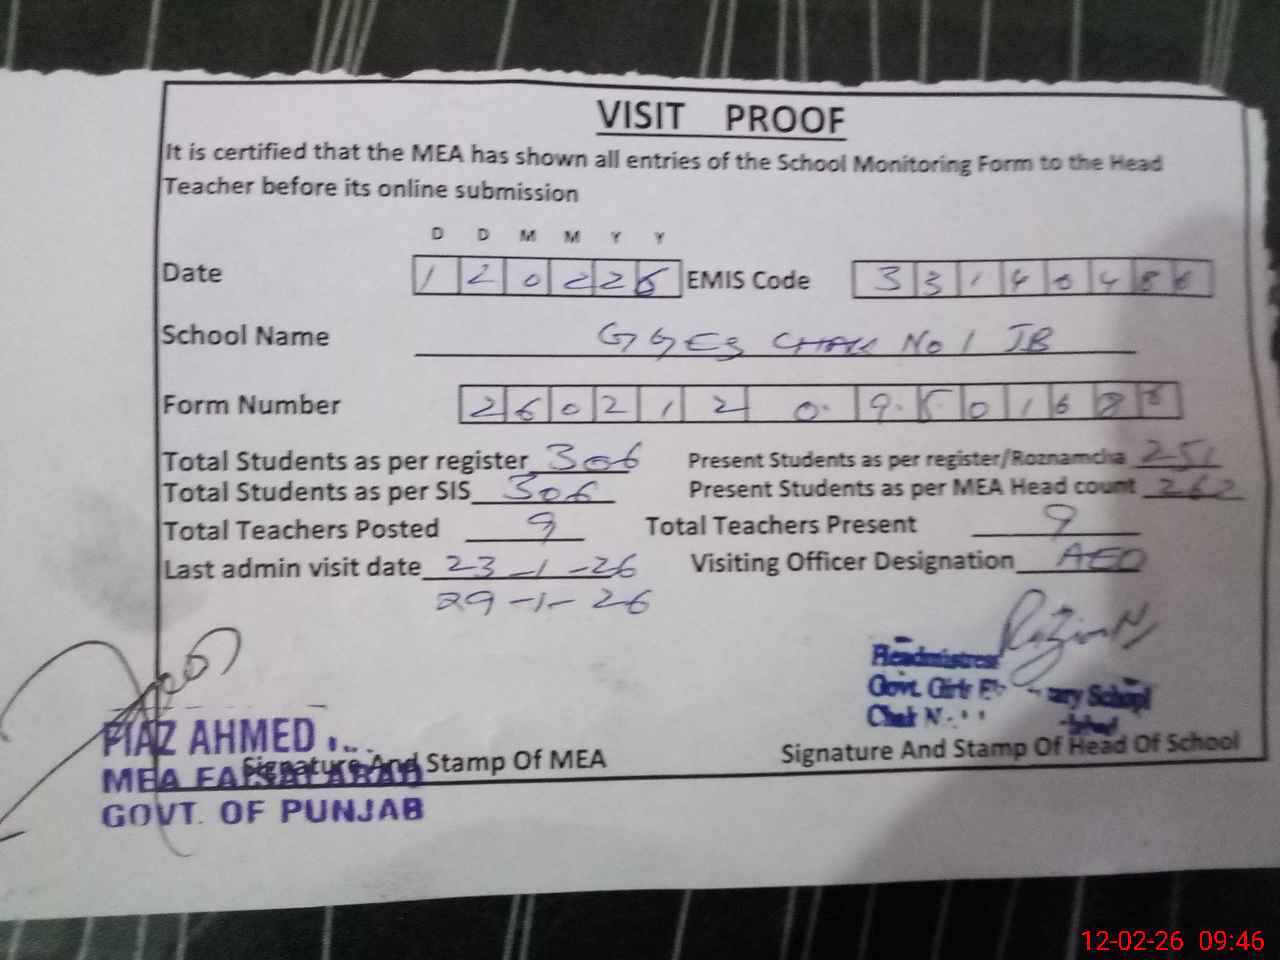 VISIT PROOF
It is certified that the MEA has shown all entries of the School Monitoring Form to the Head
Teacher before its online submission
D D M M Y Y
Date 1 2 0 2 2 6 EMIS Code 3 3 1 4 0 4 8 6
School Name GGES CHAK No 1 JB
Form Number 2 6 0 2 1 2 0 9 5 0 1 6 8 8
Total Students as per register 306 Present Students as per register/Roznamcha 251
Total Students as per SIS 306 Present Students as per MEA Head count 262
Total Teachers Posted 9 Total Teachers Present 9
Last admin visit date 23-1-26 Visiting Officer Designation AEO
29-1-26
Headmistress
Govt. Girls School
Chak
FIAZ AHMED
Signature And Stamp Of MEA Signature And Stamp Of Head Of School
MEA FAISALABAD
GOVT. OF PUNJAB
12-02-26 09:46